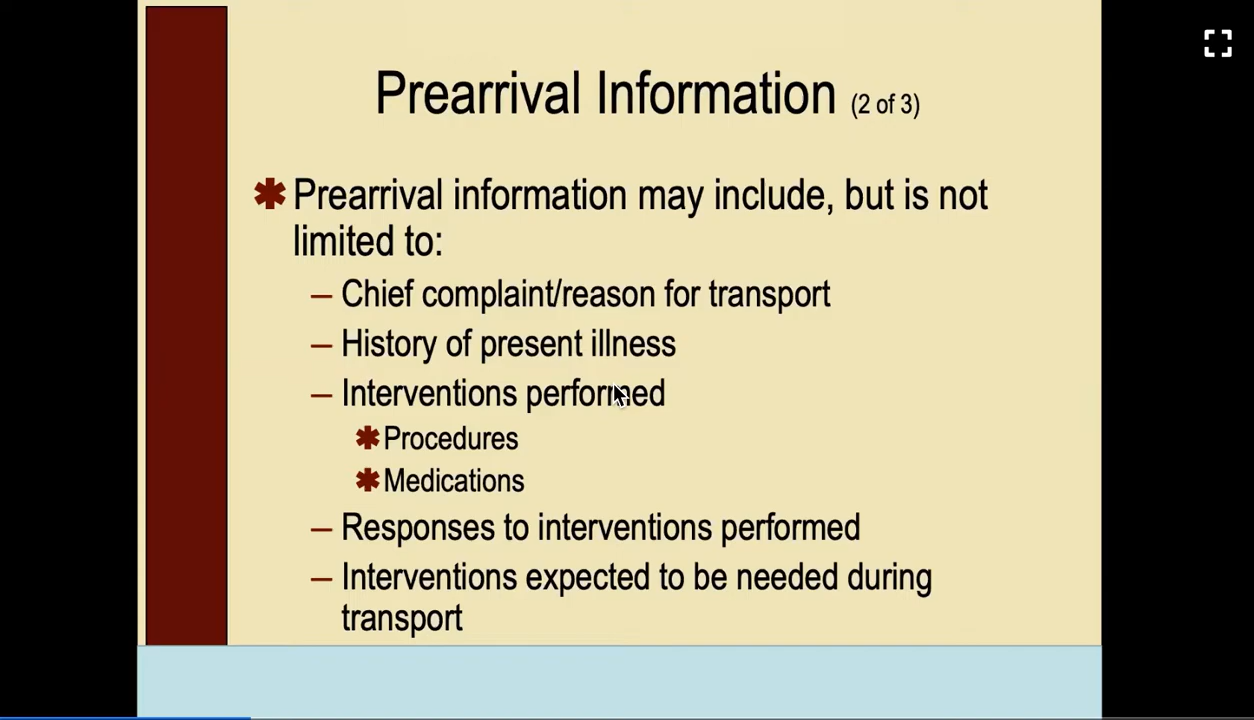 Prearrival Information (2 of 3)
✱ Prearrival information may include, but is not
limited to:
– Chief complaint/reason for transport
– History of present illness
– Interventions performed
✱ Procedures
✱ Medications
– Responses to interventions performed
– Interventions expected to be needed during
transport